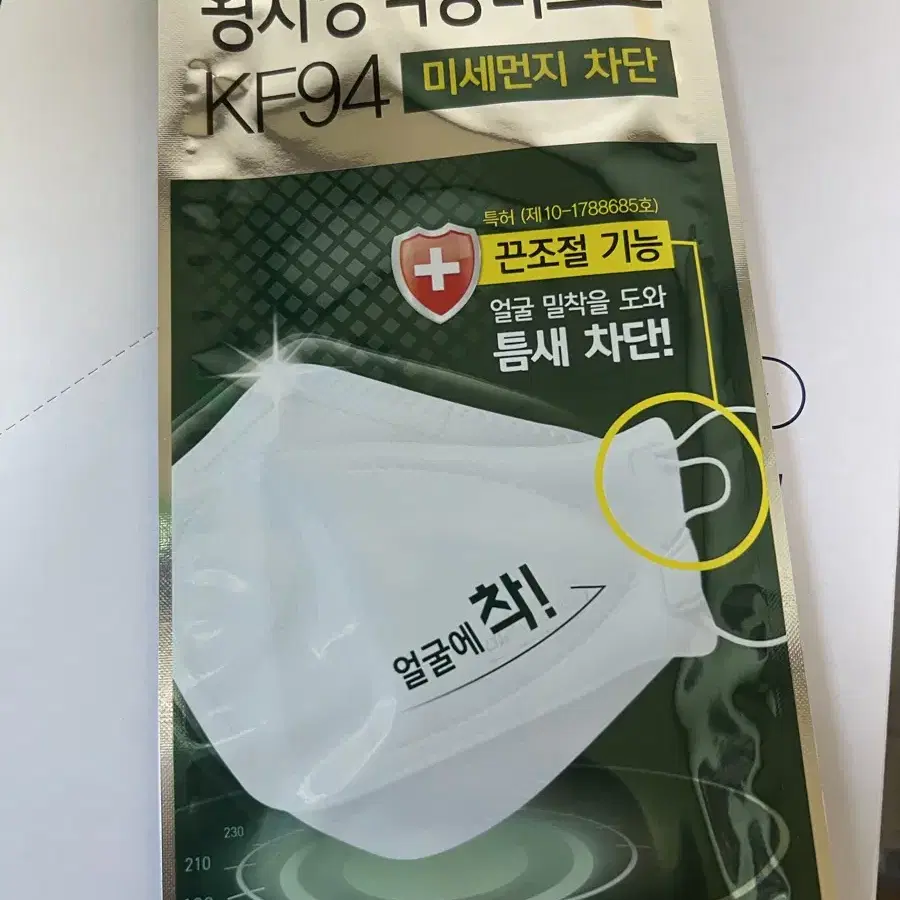 KF94 미세먼지 차단
특허 (제10-1788685호)
끈조절 기능
얼굴 밀착을 도와
틈새 차단!
얼굴에 착!
230
210